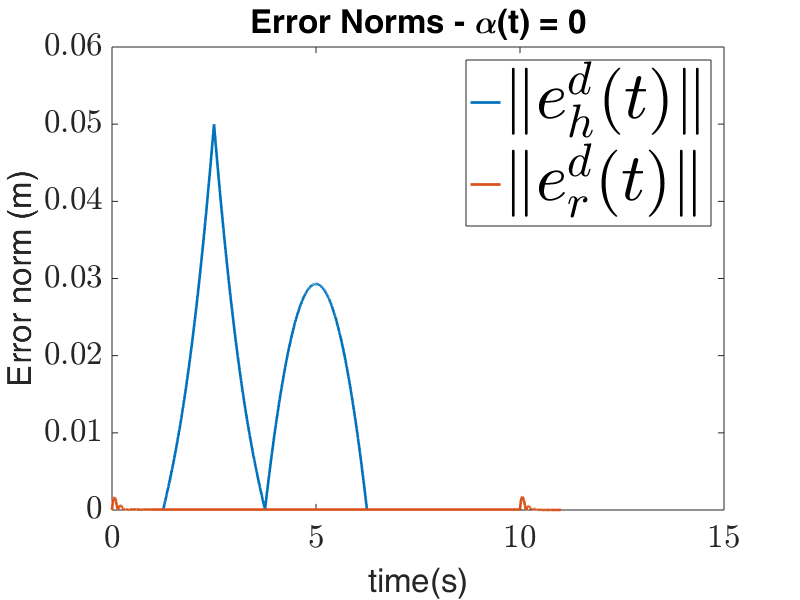 Error Norms - α(t) = 0
||e_h^d(t)||
||e_r^d(t)||
Error norm (m)
0.06
0.05
0.04
0.03
0.02
0.01
0
0 5 10 15
time(s)